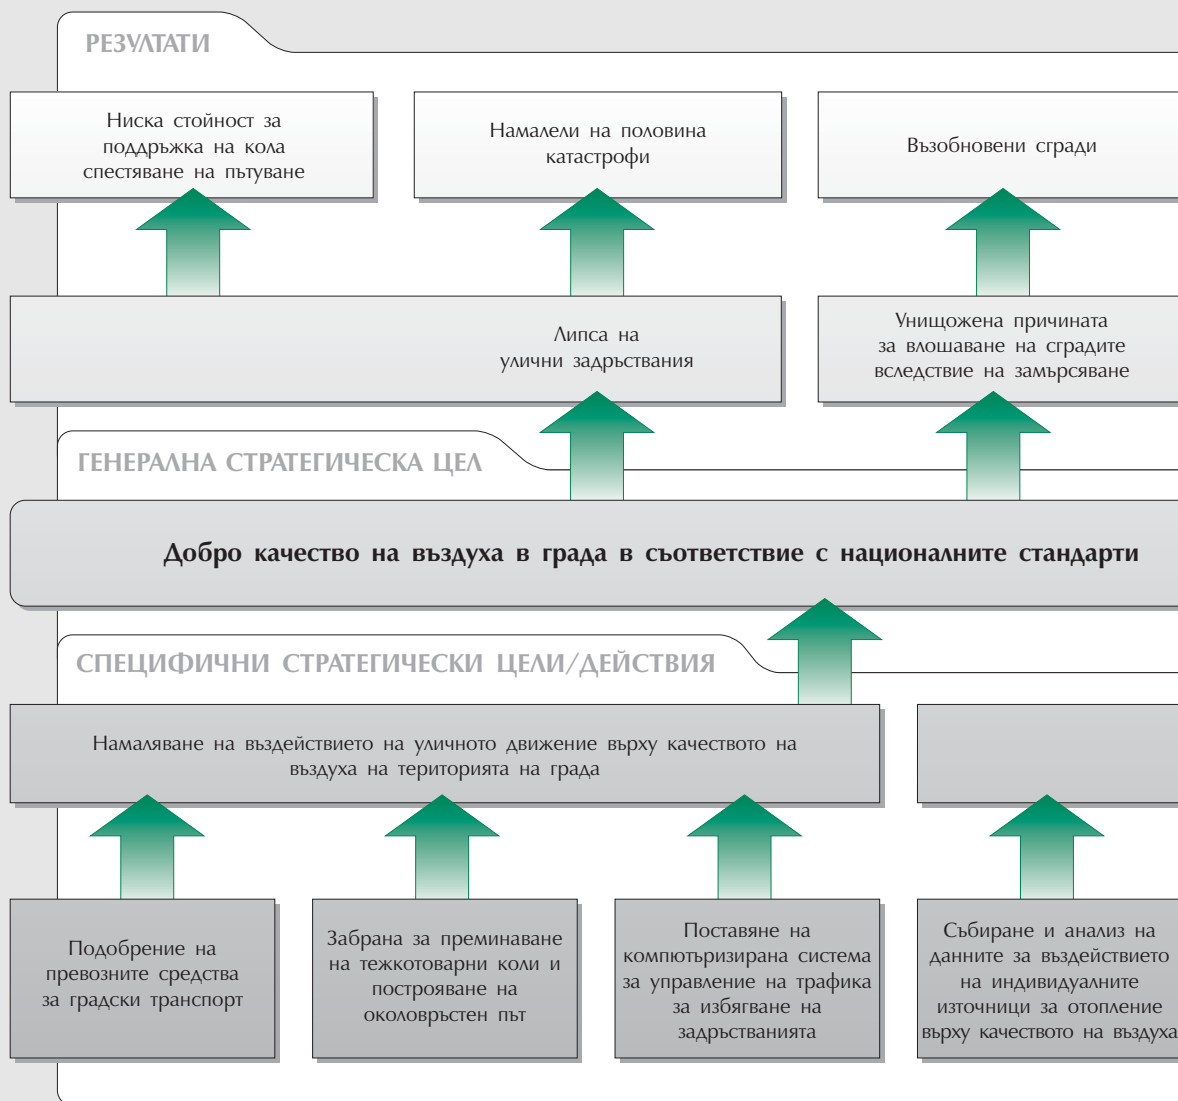 РЕЗУЛТАТИ
Ниска стойност за
поддръжка на кола
спестяване на пътуване
Намалели на половина
катастрофи
Възобновени сгради
Липса на
улични задръствания
Унищожена причината
за влошаване на сградите
вследствие на замърсяване
ГЕНЕРАЛНА СТРАТЕГИЧЕСКА ЦЕЛ
Добро качество на въздуха в града в съответствие с националните стандарти
СПЕЦИФИЧНИ СТРАТЕГИЧЕСКИ ЦЕЛИ/ДЕЙСТВИЯ
Намаляване на въздействието на уличното движение върху качеството на
въздуха на територията на града
Подобрение на
превозните средства
за градски транспорт
Забрана за преминаване
на тежкотоварни коли и
построяване на
околовръстен път
Поставяне на
компютъризирана система
за управление на трафика
за избягване на
задръстванията
Събиране и анализ на
данните за въздействието
на индивидуалните
източници за отопление
върху качеството на въздуха